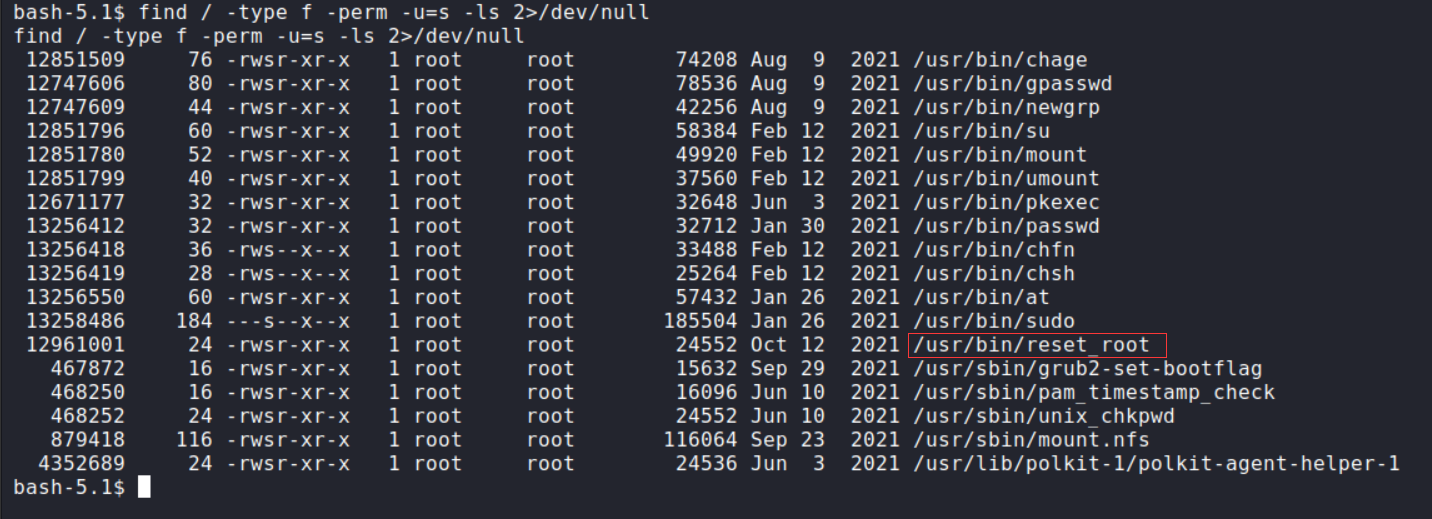 bash-5.1$ find / -type f -perm -u=s -ls 2>/dev/null
find / -type f -perm -u=s -ls 2>/dev/null
 12851509     76 -rwsr-xr-x   1 root     root        74208 Aug  9  2021 /usr/bin/chage
 12747606     80 -rwsr-xr-x   1 root     root        78536 Aug  9  2021 /usr/bin/gpasswd
 12747609     44 -rwsr-xr-x   1 root     root        42256 Aug  9  2021 /usr/bin/newgrp
 12851796     60 -rwsr-xr-x   1 root     root        58384 Feb 12  2021 /usr/bin/su
 12851780     52 -rwsr-xr-x   1 root     root        49920 Feb 12  2021 /usr/bin/mount
 12851799     40 -rwsr-xr-x   1 root     root        37560 Feb 12  2021 /usr/bin/umount
 12671177     32 -rwsr-xr-x   1 root     root        32648 Jun  3  2021 /usr/bin/pkexec
 13256412     32 -rwsr-xr-x   1 root     root        32712 Jan 30  2021 /usr/bin/passwd
 13256418     36 -rws--x--x   1 root     root        33488 Feb 12  2021 /usr/bin/chfn
 13256419     28 -rws--x--x   1 root     root        25264 Feb 12  2021 /usr/bin/chsh
 13256550     60 -rwsr-xr-x   1 root     root        57432 Jan 26  2021 /usr/bin/at
 13258486    184 ---s--x--x   1 root     root       185504 Jan 26  2021 /usr/bin/sudo
 12961001     24 -rwsr-xr-x   1 root     root        24552 Oct 12  2021 /usr/bin/reset_root
   467872     16 -rwsr-xr-x   1 root     root        15632 Sep 29  2021 /usr/sbin/grub2-set-bootflag
   468250     16 -rwsr-xr-x   1 root     root        16096 Jun 10  2021 /usr/sbin/pam_timestamp_check
   468252     24 -rwsr-xr-x   1 root     root        24552 Jun 10  2021 /usr/sbin/unix_chkpwd
   879418    116 -rwsr-xr-x   1 root     root       116064 Sep 23  2021 /usr/sbin/mount.nfs
  4352689     24 -rwsr-xr-x   1 root     root        24536 Jun  3  2021 /usr/lib/polkit-1/polkit-agent-helper-1
bash-5.1$